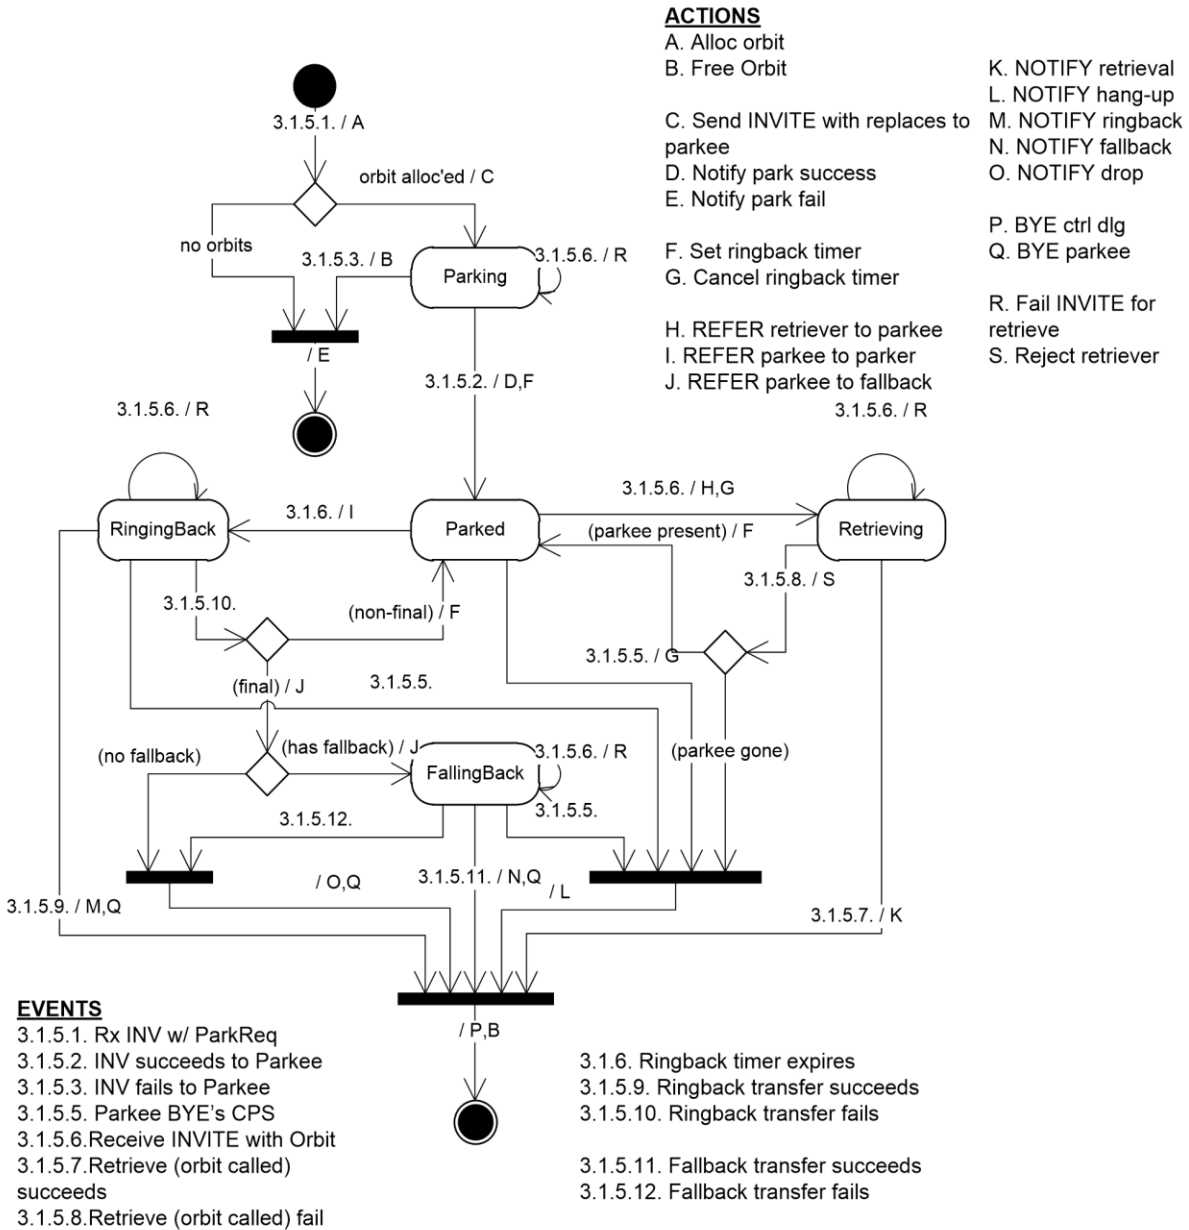 ACTIONS
A. Alloc orbit
B. Free Orbit
K. NOTIFY retrieval
L. NOTIFY hang-up
C. Send INVITE with replaces to
parkee
M. NOTIFY ringback
N. NOTIFY fallback
D. Notify park success
O. NOTIFY drop
E. Notify park fail
P. BYE ctrl dlg
F. Set ringback timer
Q. BYE parkee
G. Cancel ringback timer
R. Fail INVITE for
retrieve
H. REFER retriever to parkee
I. REFER parkee to parker
S. Reject retriever
J. REFER parkee to fallback
3.1.5.1. / A
orbit alloc'ed / C
no orbits
3.1.5.3. / B
Parking
3.1.5.6. / R
/ E
3.1.5.2. / D,F
3.1.5.6. / R
3.1.5.6. / R
RingingBack
3.1.6. / I
Parked
3.1.5.6. / H,G
(parkee present) / F
Retrieving
3.1.5.10.
(non-final) / F
3.1.5.8. / S
3.1.5.5. / G
(final) / J
3.1.5.5.
(no fallback)
(has fallback) / J
FallingBack
3.1.5.6. / R
(parkee gone)
3.1.5.12.
3.1.5.5.
/ O,Q
3.1.5.11. / N,Q
/ L
3.1.5.9. / M,Q
3.1.5.7. / K
/ P,B
EVENTS
3.1.5.1. Rx INV w/ ParkReq
3.1.5.2. INV succeeds to Parkee
3.1.5.3. INV fails to Parkee
3.1.5.5. Parkee BYE's CPS
3.1.5.6.Receive INVITE with Orbit
3.1.5.7.Retrieve (orbit called)
succeeds
3.1.5.8.Retrieve (orbit called) fail
3.1.6. Ringback timer expires
3.1.5.9. Ringback transfer succeeds
3.1.5.10. Ringback transfer fails
3.1.5.11. Fallback transfer succeeds
3.1.5.12. Fallback transfer fails